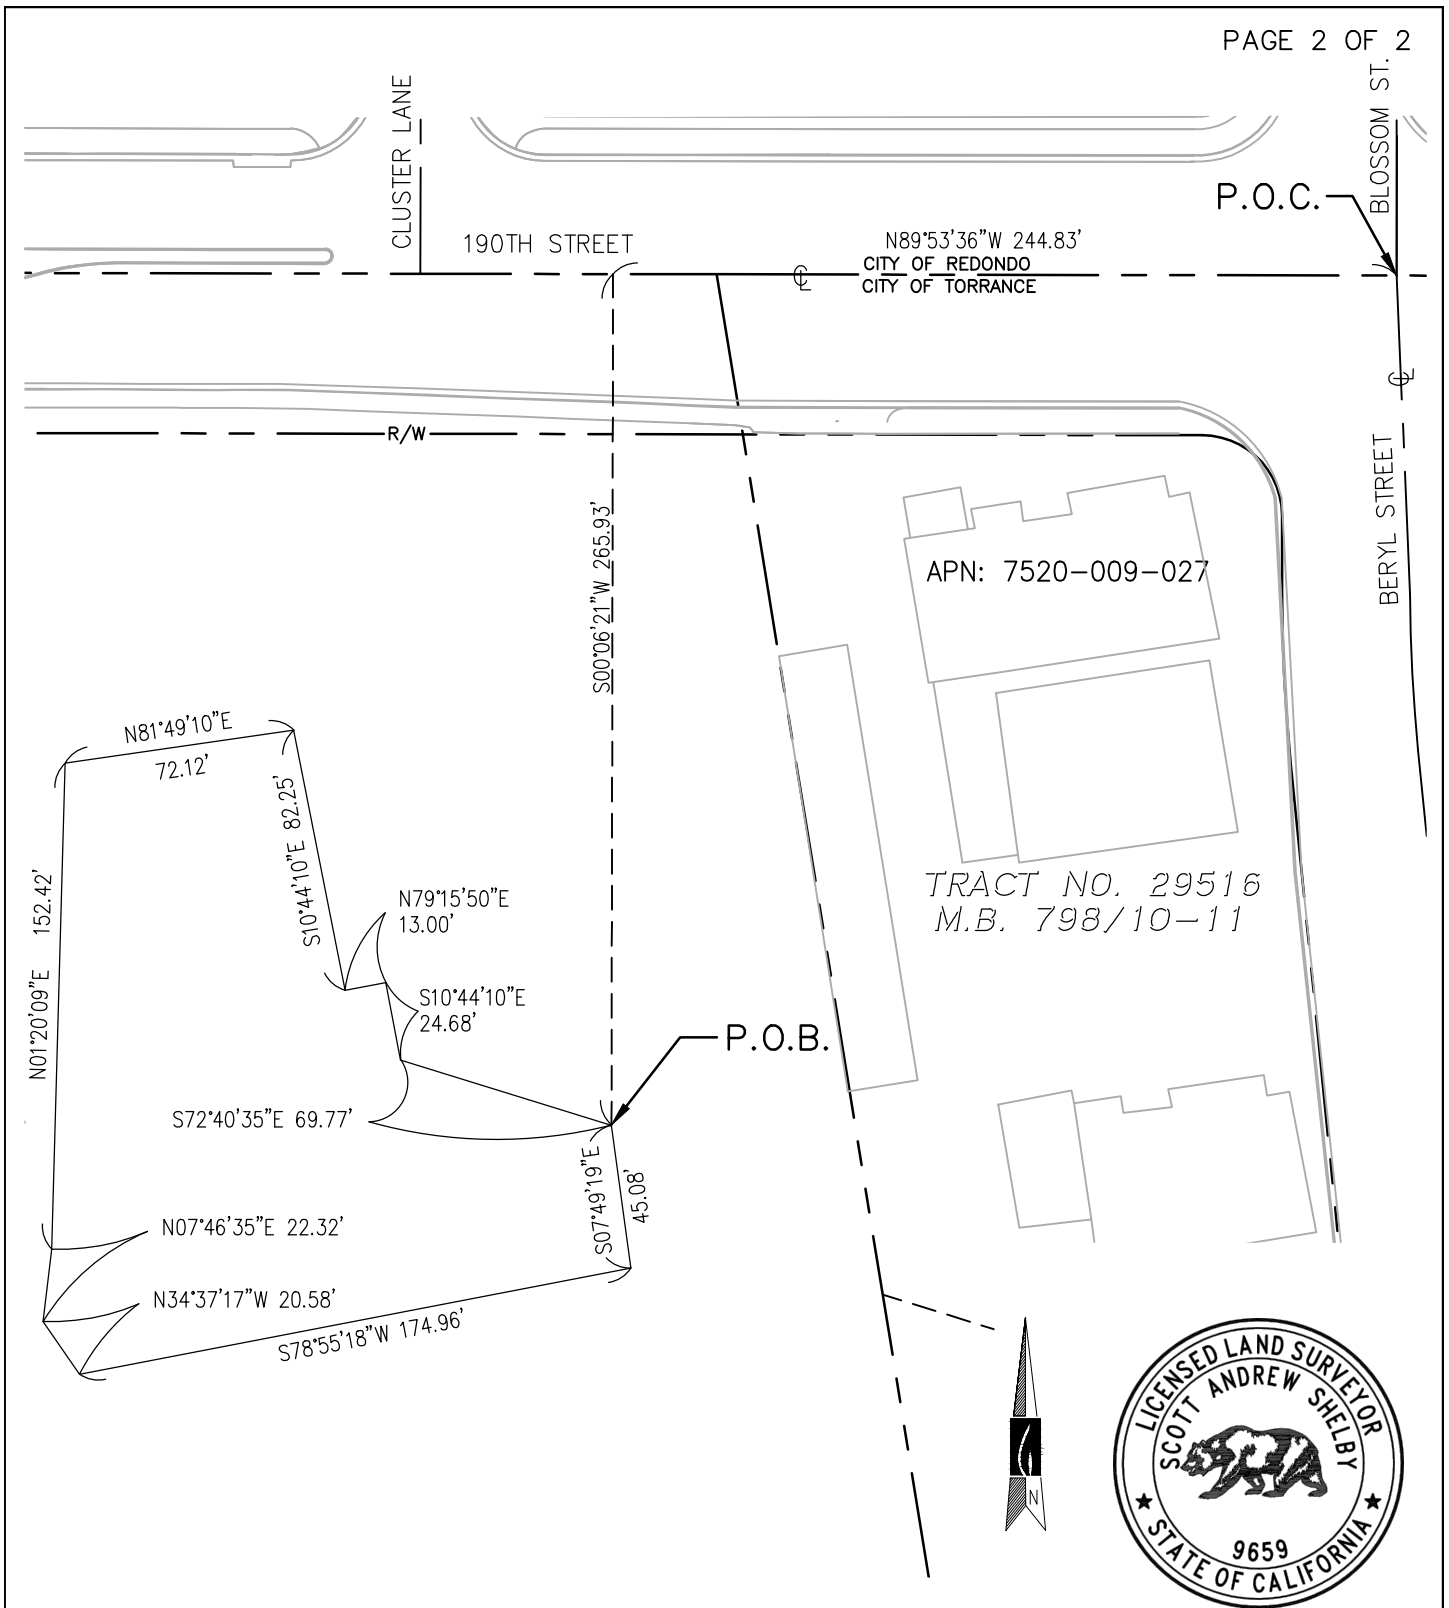 PAGE 2 OF 2
CLUSTER LANE
BLOSSOM ST.
P.O.C.
190TH STREET
N89°53'36"W 244.83'
CITY OF REDONDO
CITY OF TORRANCE
R/W
S00°06'21"W 265.93'
BERYL STREET
APN: 7520-009-027
N81°49'10"E
72.12'
S10°44'10"E 82.25'
N01°20'09"E 152.42'
N79°15'50"E
13.00'
TRACT NO. 29516
M.B. 798/10-11
S10°44'10"E
24.68'
P.O.B.
S72°40'35"E 69.77'
S07°49'19"E
45.08'
N07°46'35"E 22.32'
N34°37'17"W 20.58'
S78°55'18"W 174.96'
N
LICENSED LAND SURVEYOR
SCOTT ANDREW SHELBY
9659
STATE OF CALIFORNIA